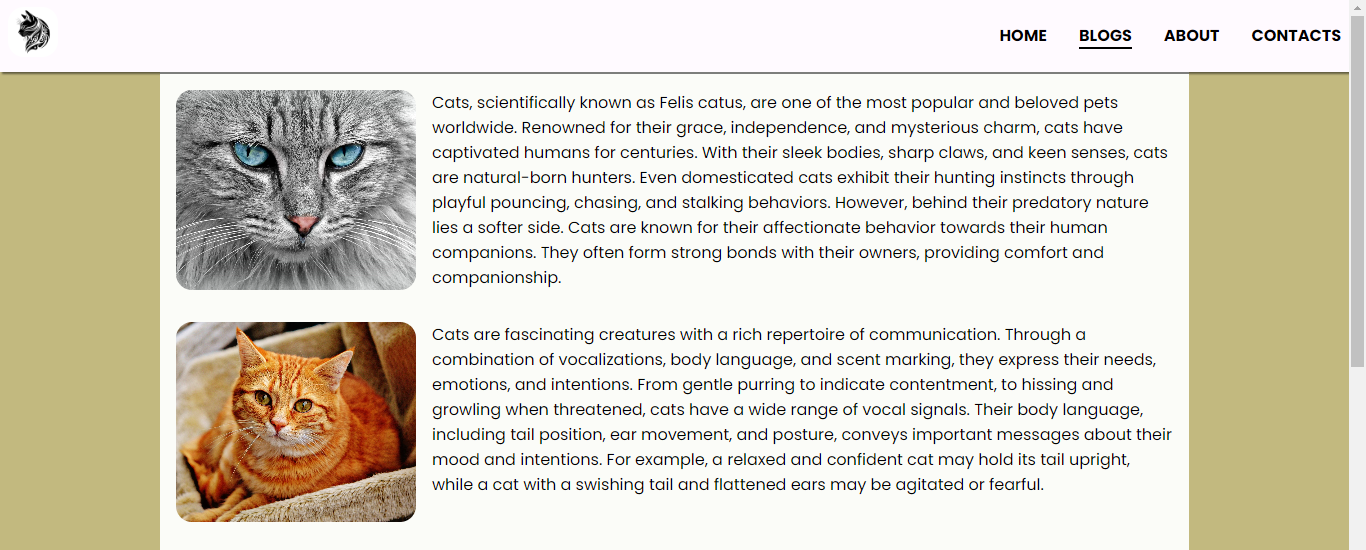 HOME BLOGS ABOUT CONTACTS
Cats, scientifically known as Felis catus, are one of the most popular and beloved pets
worldwide. Renowned for their grace, independence, and mysterious charm, cats have
captivated humans for centuries. With their sleek bodies, sharp claws, and keen senses, cats
are natural-born hunters. Even domesticated cats exhibit their hunting instincts through
playful pouncing, chasing, and stalking behaviors. However, behind their predatory nature
lies a softer side. Cats are known for their affectionate behavior towards their human
companions. They often form strong bonds with their owners, providing comfort and
companionship.
Cats are fascinating creatures with a rich repertoire of communication. Through a
combination of vocalizations, body language, and scent marking, they express their needs,
emotions, and intentions. From gentle purring to indicate contentment, to hissing and
growling when threatened, cats have a wide range of vocal signals. Their body language,
including tail position, ear movement, and posture, conveys important messages about their
mood and intentions. For example, a relaxed and confident cat may hold its tail upright,
while a cat with a swishing tail and flattened ears may be agitated or fearful.